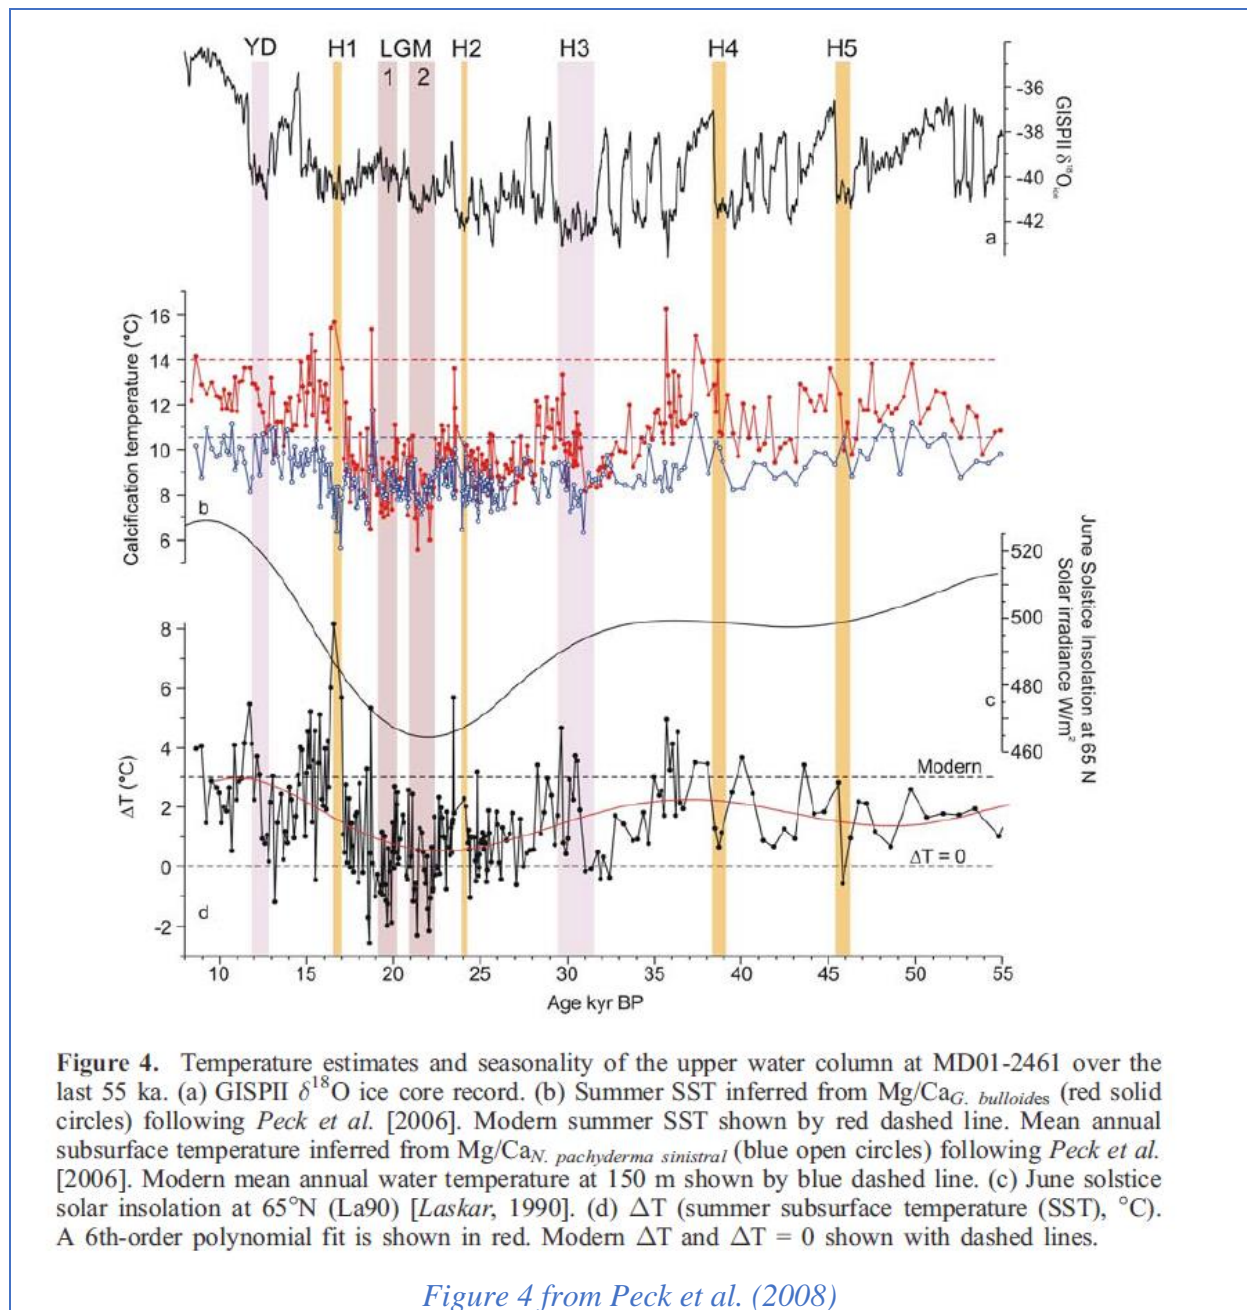 YD H1 LGM H2 H3 H4 H5
1 2
-36
-38
-40
-42
GISPII δ¹⁸O ice
a
16
14
12
10
8
6
Calcification temperature (°C)
b
520
500
480
460
June Solstice Insolation at 65 N
Solar irradiance W/m²
c
8
6
4
2
0
-2
ΔT (°C)
Modern
ΔT = 0
d
10 15 20 25 30 35 40 45 50 55
Age kyr BP
Figure 4. Temperature estimates and seasonality of the upper water column at MD01-2461 over the
last 55 ka. (a) GISPII δ¹⁸O ice core record. (b) Summer SST inferred from Mg/Ca G. bulloides (red solid
circles) following Peck et al. [2006]. Modern summer SST shown by red dashed line. Mean annual
subsurface temperature inferred from Mg/Ca N. pachyderma sinistral (blue open circles) following Peck et al.
[2006]. Modern mean annual water temperature at 150 m shown by blue dashed line. (c) June solstice
solar insolation at 65°N (La90) [Laskar, 1990]. (d) ΔT (summer subsurface temperature (SST), °C).
A 6th-order polynomial fit is shown in red. Modern ΔT and ΔT = 0 shown with dashed lines.
Figure 4 from Peck et al. (2008)